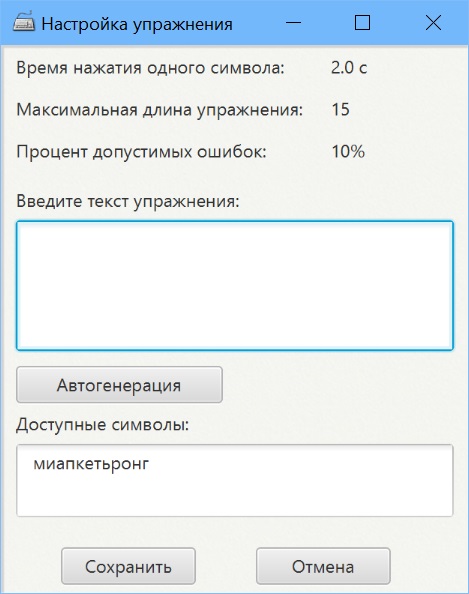 Настройка упражнения
Время нажатия одного символа: 2.0 с
Максимальная длина упражнения: 15
Процент допустимых ошибок: 10%
Введите текст упражнения:
Автогенерация
Доступные символы:
миапкетьронг
Сохранить Отмена